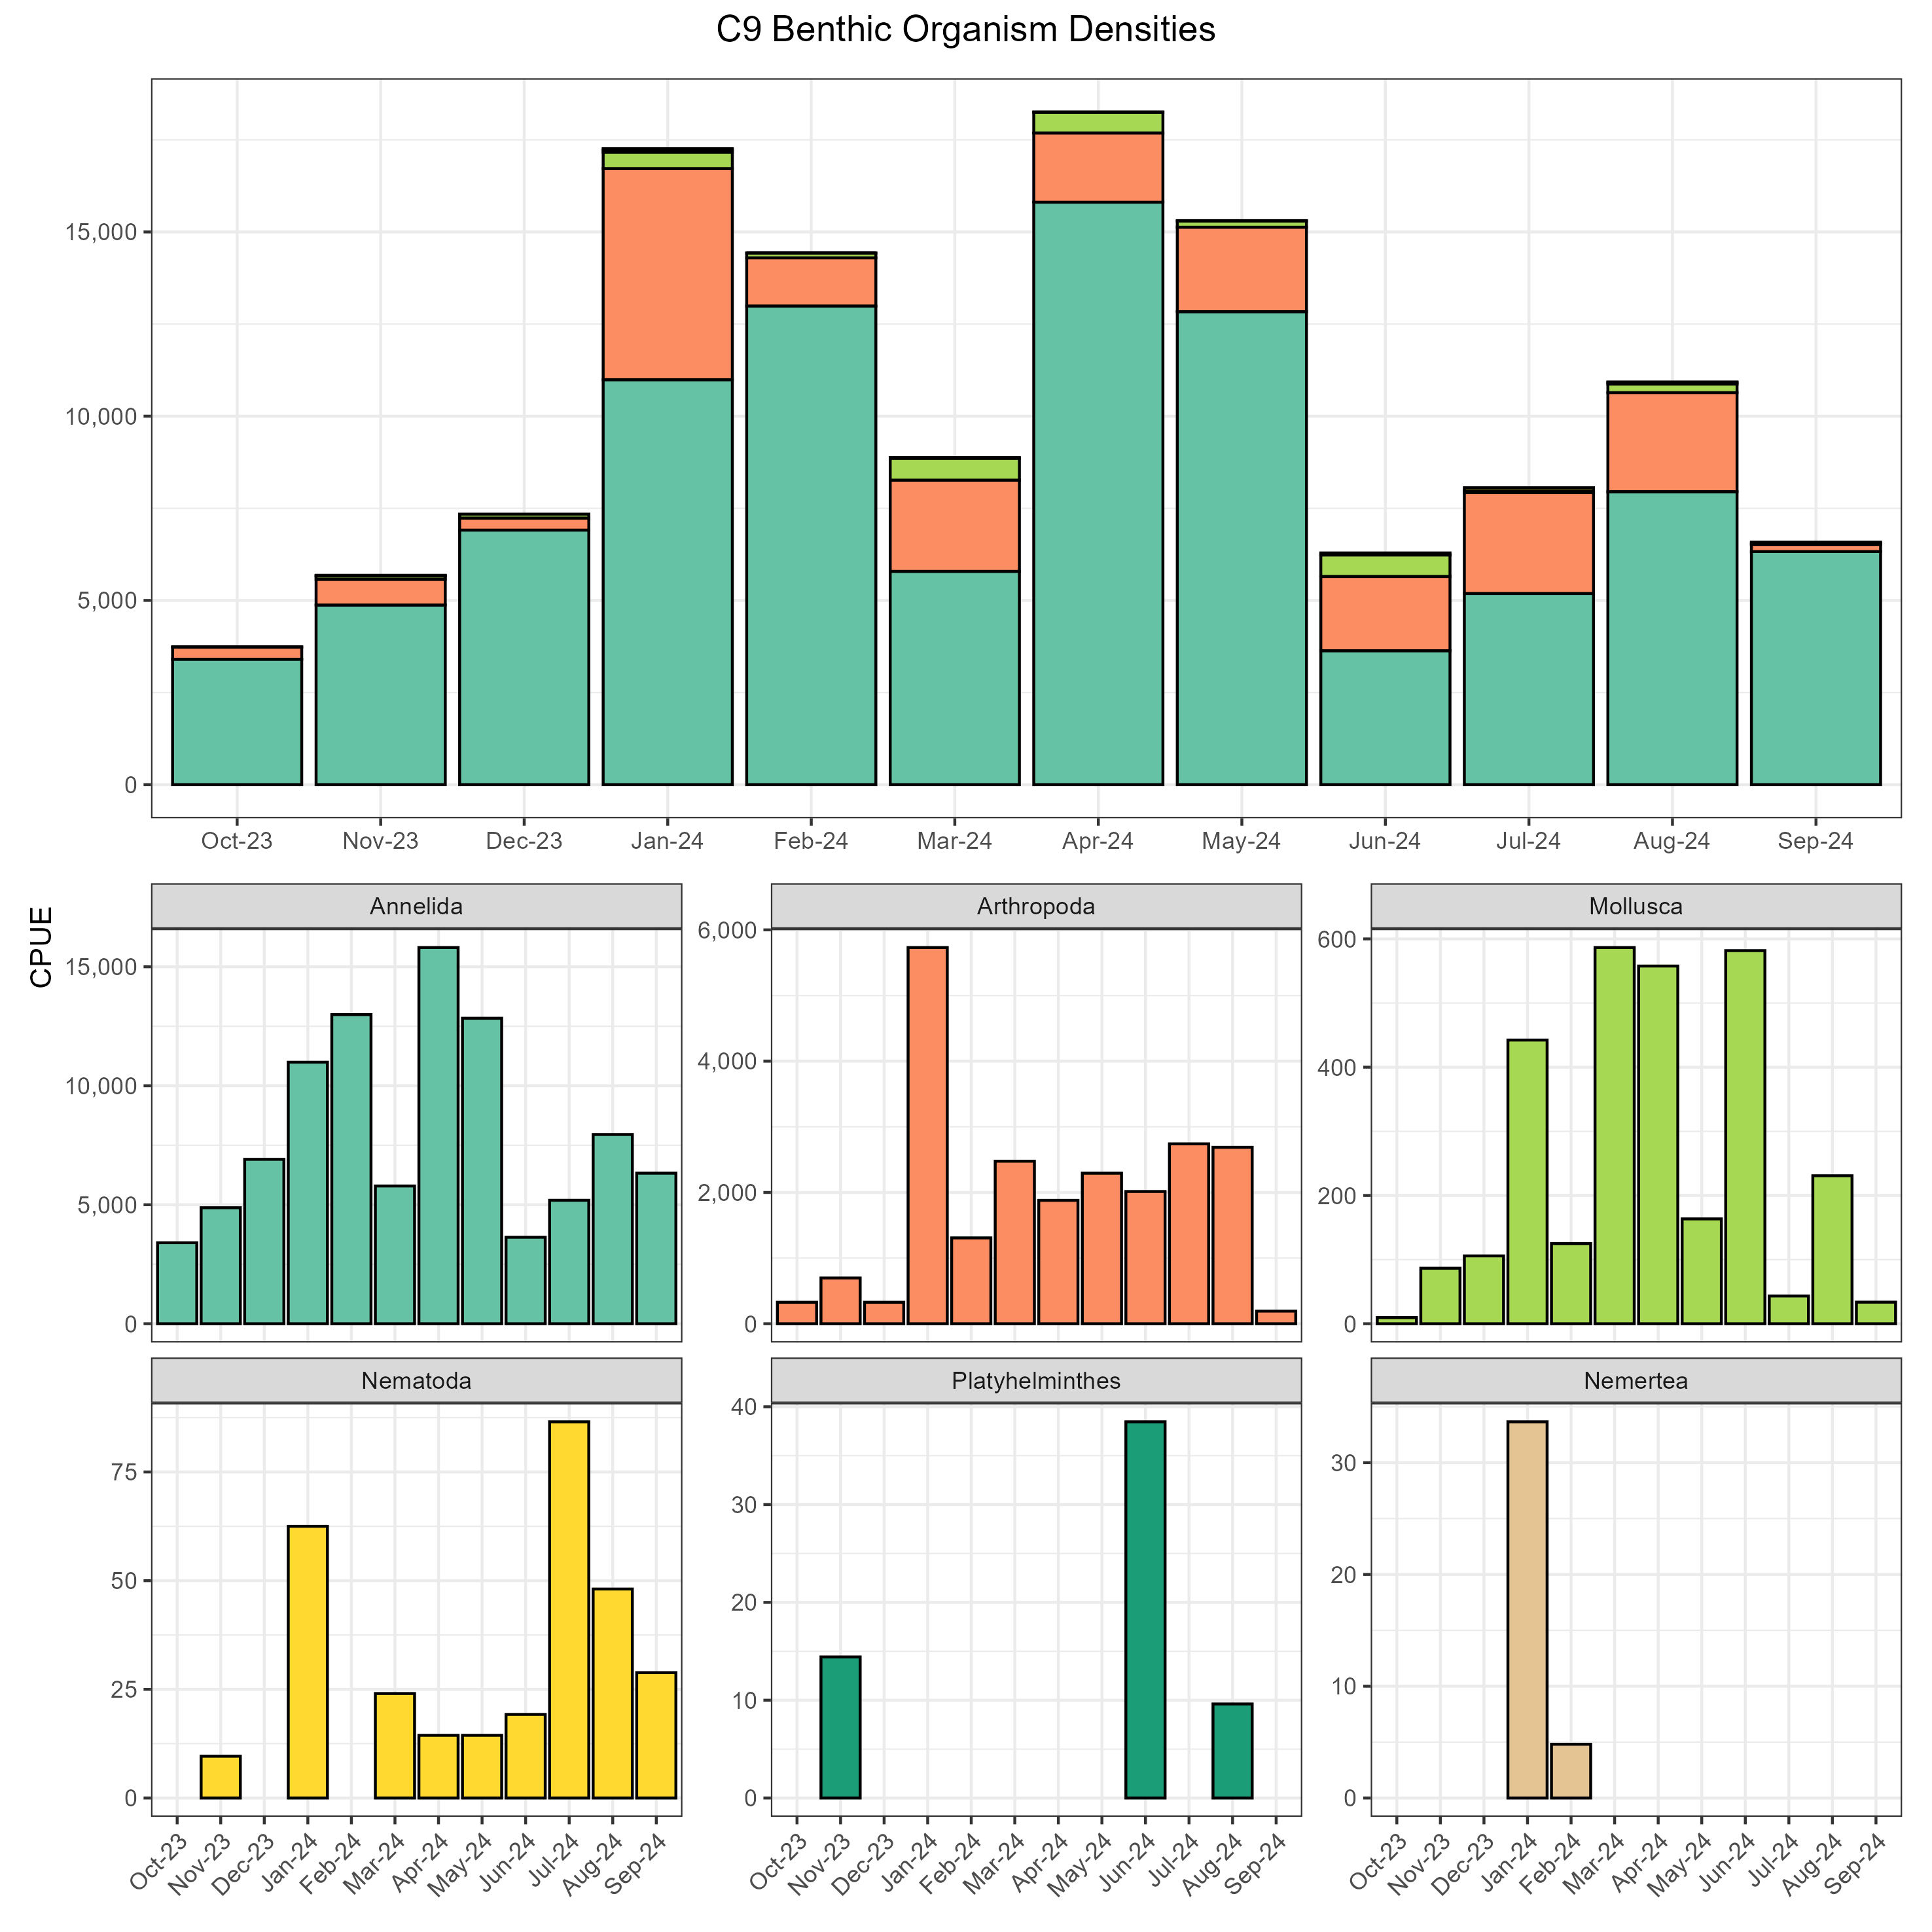 C9 Benthic Organism Densities
15,000
10,000
5,000
0
Oct-23 Nov-23 Dec-23 Jan-24 Feb-24 Mar-24 Apr-24 May-24 Jun-24 Jul-24 Aug-24 Sep-24
CPUE
Annelida
15,000
10,000
5,000
0
Arthropoda
6,000
4,000
2,000
0
Mollusca
600
400
200
0
Nematoda
75
50
25
0
Oct-23 Nov-23 Dec-23 Jan-24 Feb-24 Mar-24 Apr-24 May-24 Jun-24 Jul-24 Aug-24 Sep-24
Platyhelminthes
40
30
20
10
0
Oct-23 Nov-23 Dec-23 Jan-24 Feb-24 Mar-24 Apr-24 May-24 Jun-24 Jul-24 Aug-24 Sep-24
Nemertea
30
20
10
0
Oct-23 Nov-23 Dec-23 Jan-24 Feb-24 Mar-24 Apr-24 May-24 Jun-24 Jul-24 Aug-24 Sep-24